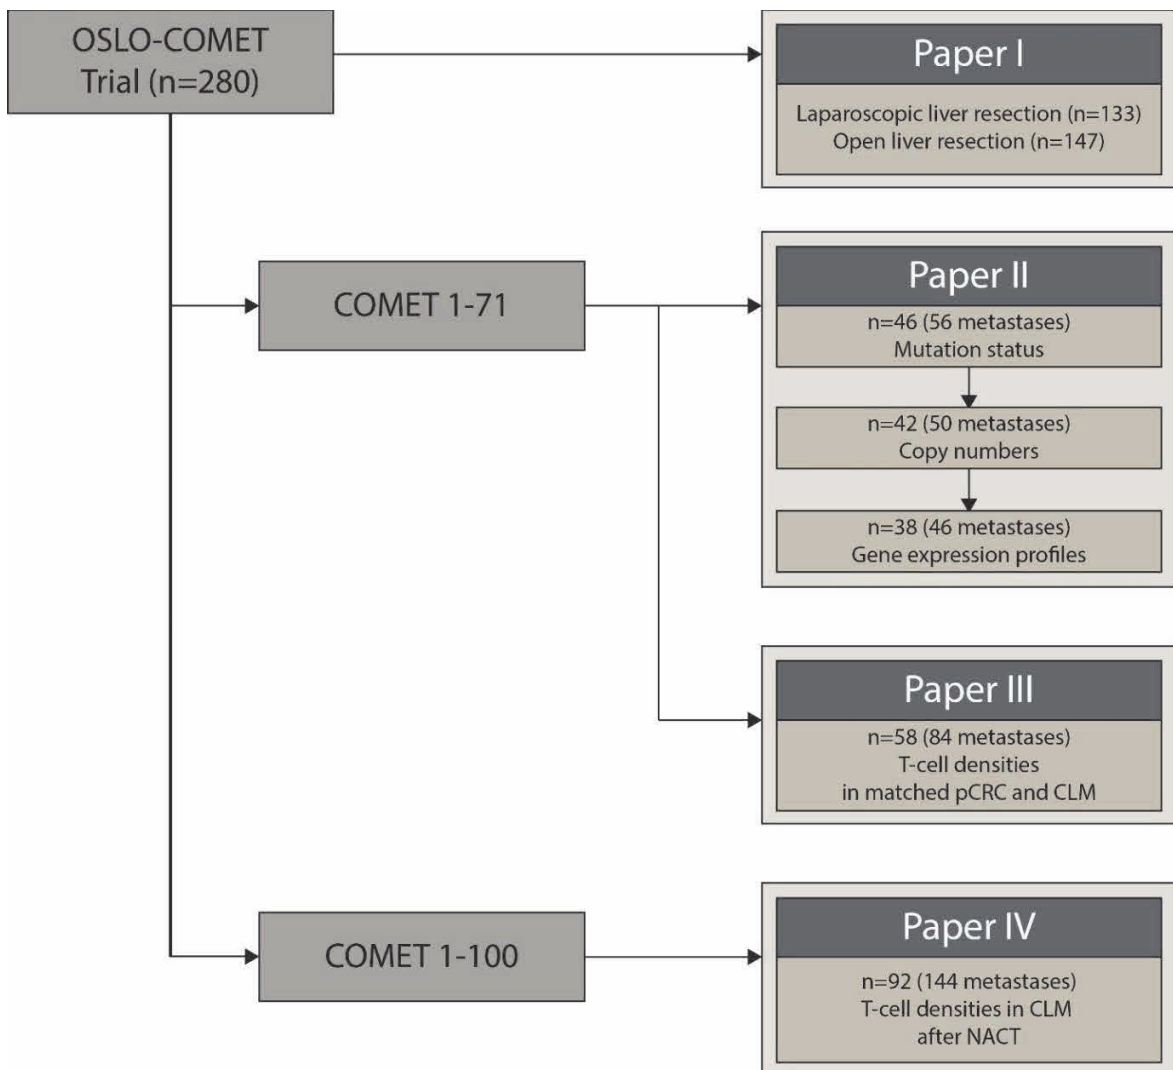 OSLO-COMET
Trial (n=280)
Paper I
Laparoscopic liver resection (n=133)
Open liver resection (n=147)
COMET 1-71
Paper II
n=46 (56 metastases)
Mutation status
n=42 (50 metastases)
Copy numbers
n=38 (46 metastases)
Gene expression profiles
Paper III
n=58 (84 metastases)
T-cell densities
in matched pCRC and CLM
COMET 1-100
Paper IV
n=92 (144 metastases)
T-cell densities in CLM
after NACT